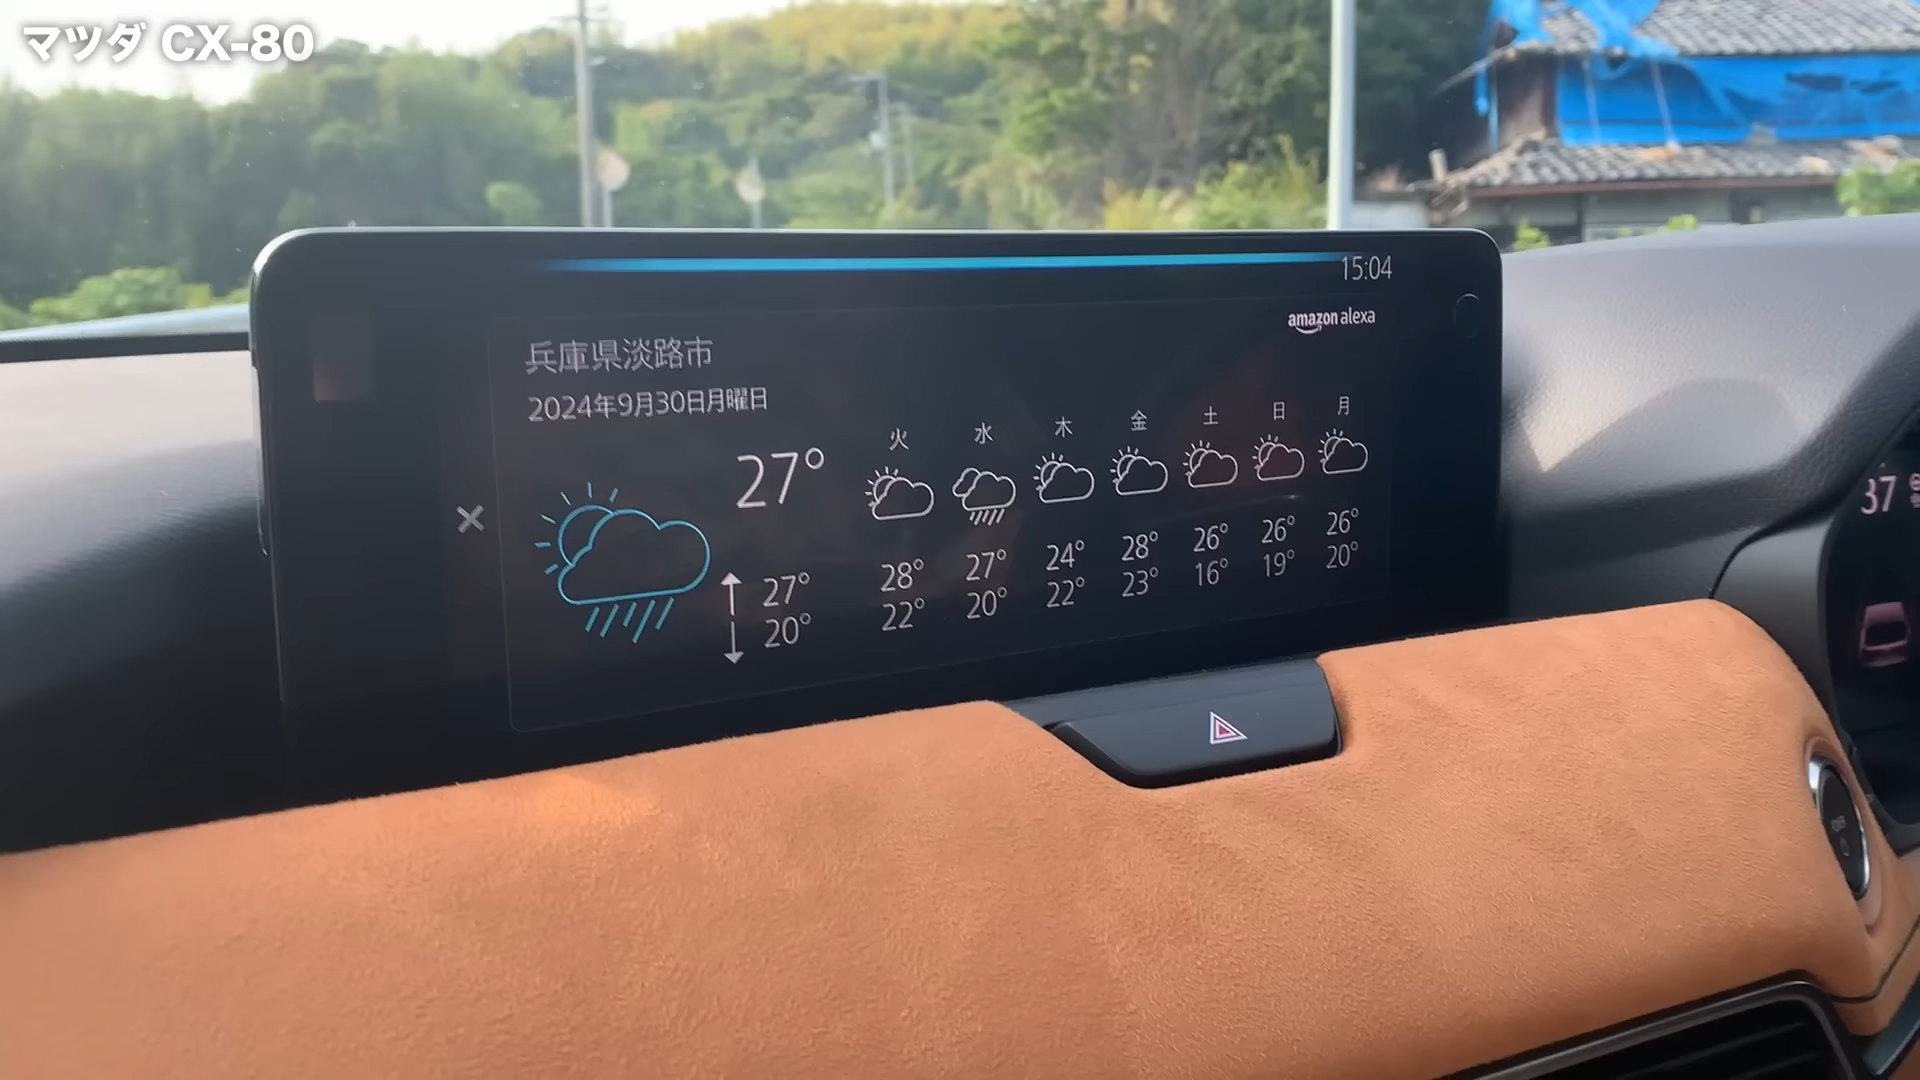 マツダ CX-80
15:04
amazon alexa
兵庫県淡路市
2024年9月30日月曜日
火 水 木 金 土 日 月
27°
27° 28° 27° 24° 28° 26° 26° 26°
20° 22° 20° 22° 23° 16° 19° 20°
37